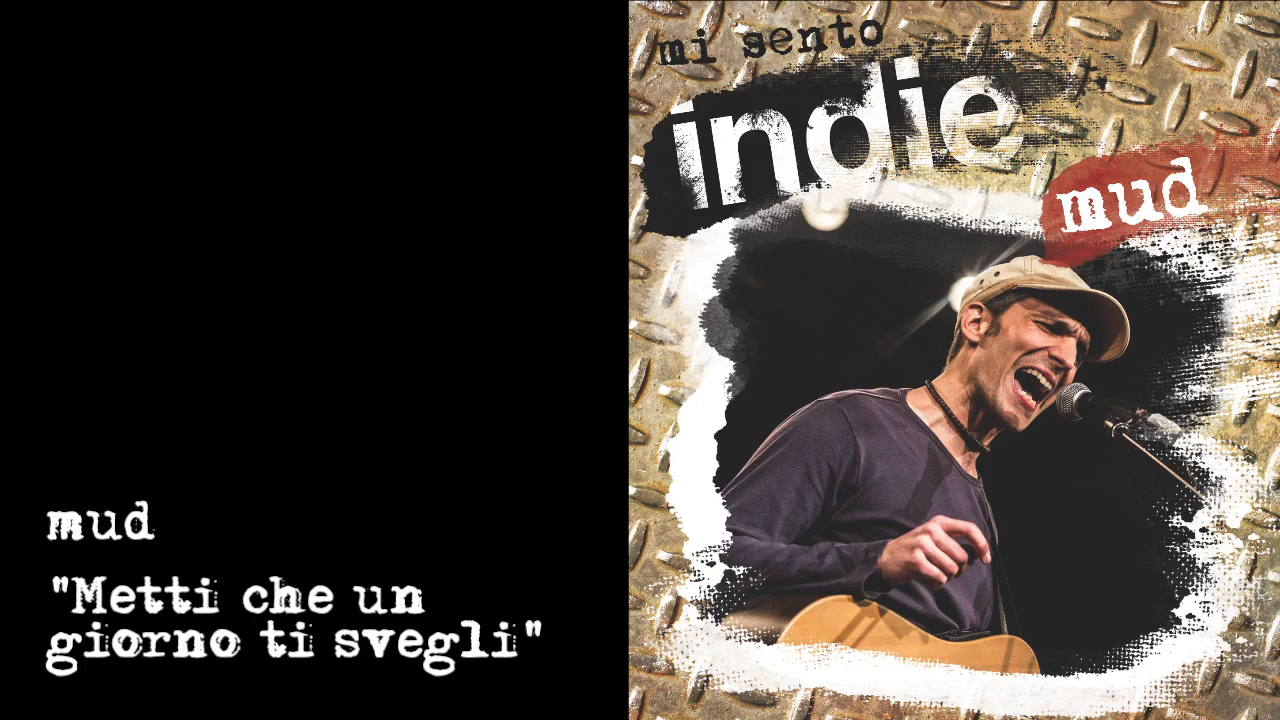 mi sento
indie
mud
mud
"Metti che un
giorno ti svegli"